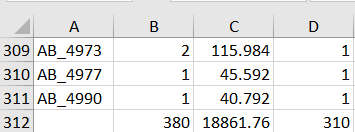 A B C D
309 AB_4973 2 115.984 1
310 AB_4977 1 45.592 1
311 AB_4990 1 40.792 1
312 380 18861.76 310